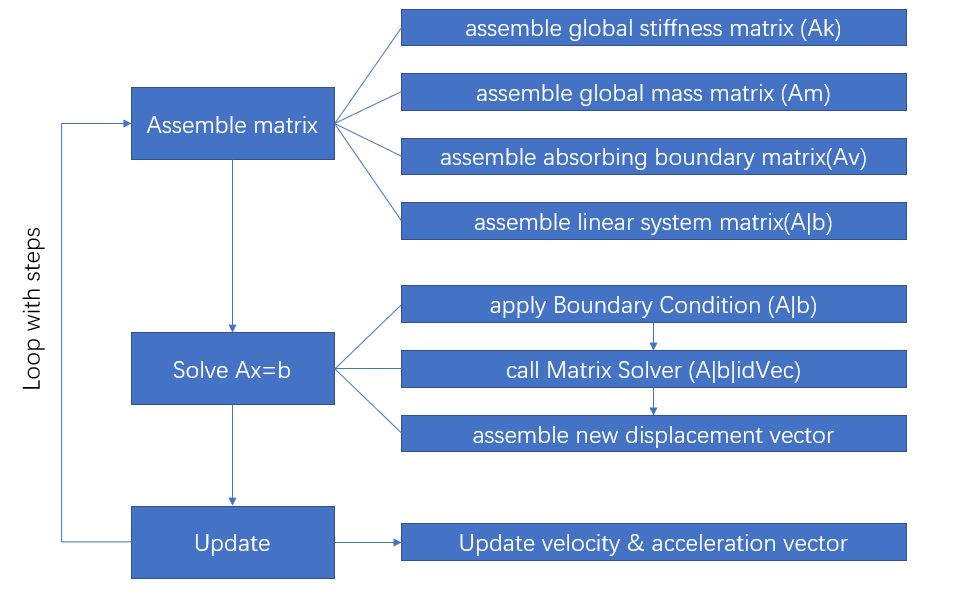 assemble global stiffness matrix (Ak)
assemble global mass matrix (Am)
Assemble matrix
assemble absorbing boundary matrix(Av)
assemble linear system matrix(A|b)
Loop with steps
apply Boundary Condition (A|b)
Solve Ax=b
call Matrix Solver (A|b|idVec)
assemble new displacement vector
Update
Update velocity & acceleration vector